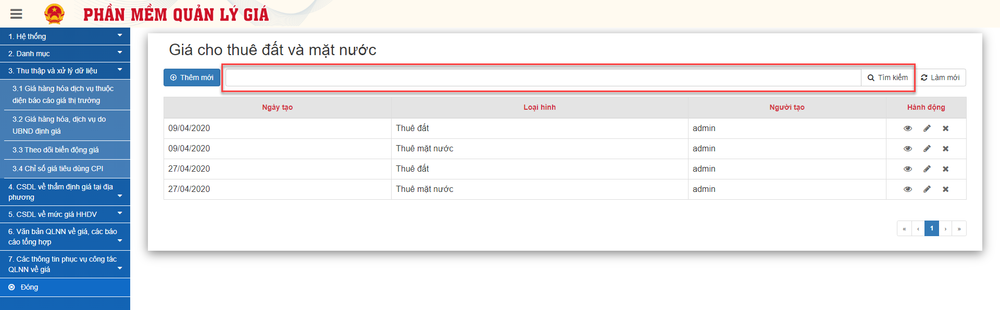 PHẦN MỀM QUẢN LÝ GIÁ
1. Hệ thống
2. Danh mục
3. Thu thập và xử lý dữ liệu
3.1 Giá hàng hóa dịch vụ thuộc
diện báo cáo giá thị trường
3.2 Giá hàng hóa, dịch vụ do
UBND định giá
3.3 Theo dõi biến động giá
3.4 Chỉ số giá tiêu dùng CPI
4. CSDL về thẩm định giá tại địa
phương
5. CSDL về mức giá HHDV
6. Văn bản QLNN về giá, các báo
cáo tổng hợp
7. Các thông tin phục vụ công tác
QLNN về giá
Đóng
Giá cho thuê đất và mặt nước
Thêm mới Tìm kiếm Làm mới
Ngày tạo Loại hình Người tạo Hành động
09/04/2020 Thuê đất admin
09/04/2020 Thuê mặt nước admin
27/04/2020 Thuê đất admin
27/04/2020 Thuê mặt nước admin
« ‹ 1 › »